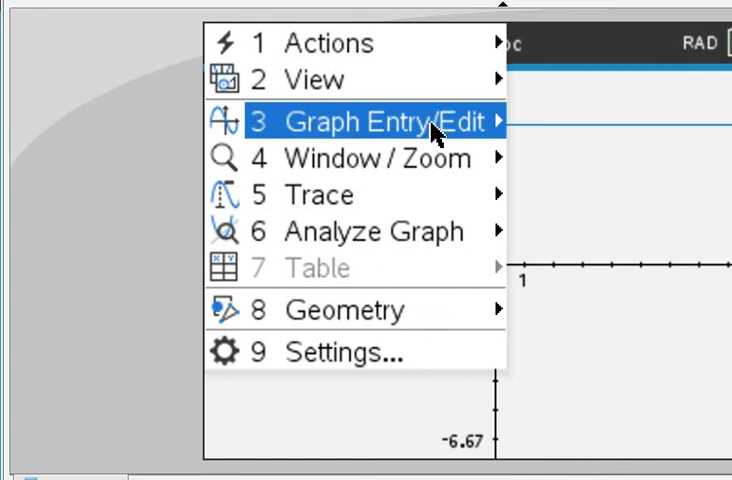 1 Actions
2 View
3 Graph Entry/Edit
4 Window / Zoom
5 Trace
6 Analyze Graph
7 Table
8 Geometry
9 Settings...
RAD
1
-6.67